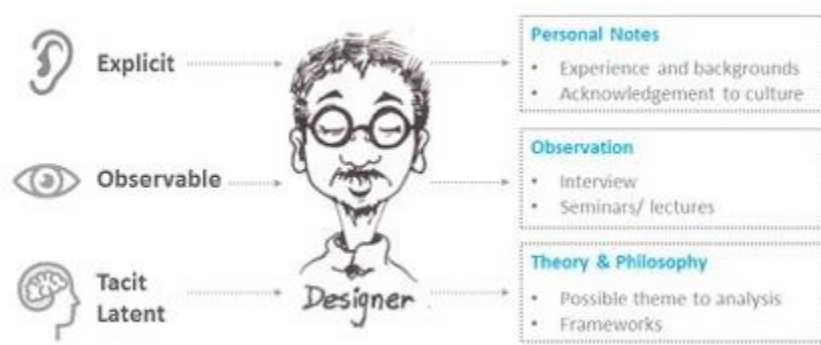 Explicit
Observable
Tacit
Latent
Designer
Personal Notes
• Experience and backgrounds
• Acknowledgement to culture
Observation
• Interview
• Seminars/ lectures
Theory & Philosophy
• Possible theme to analysis
• Frameworks